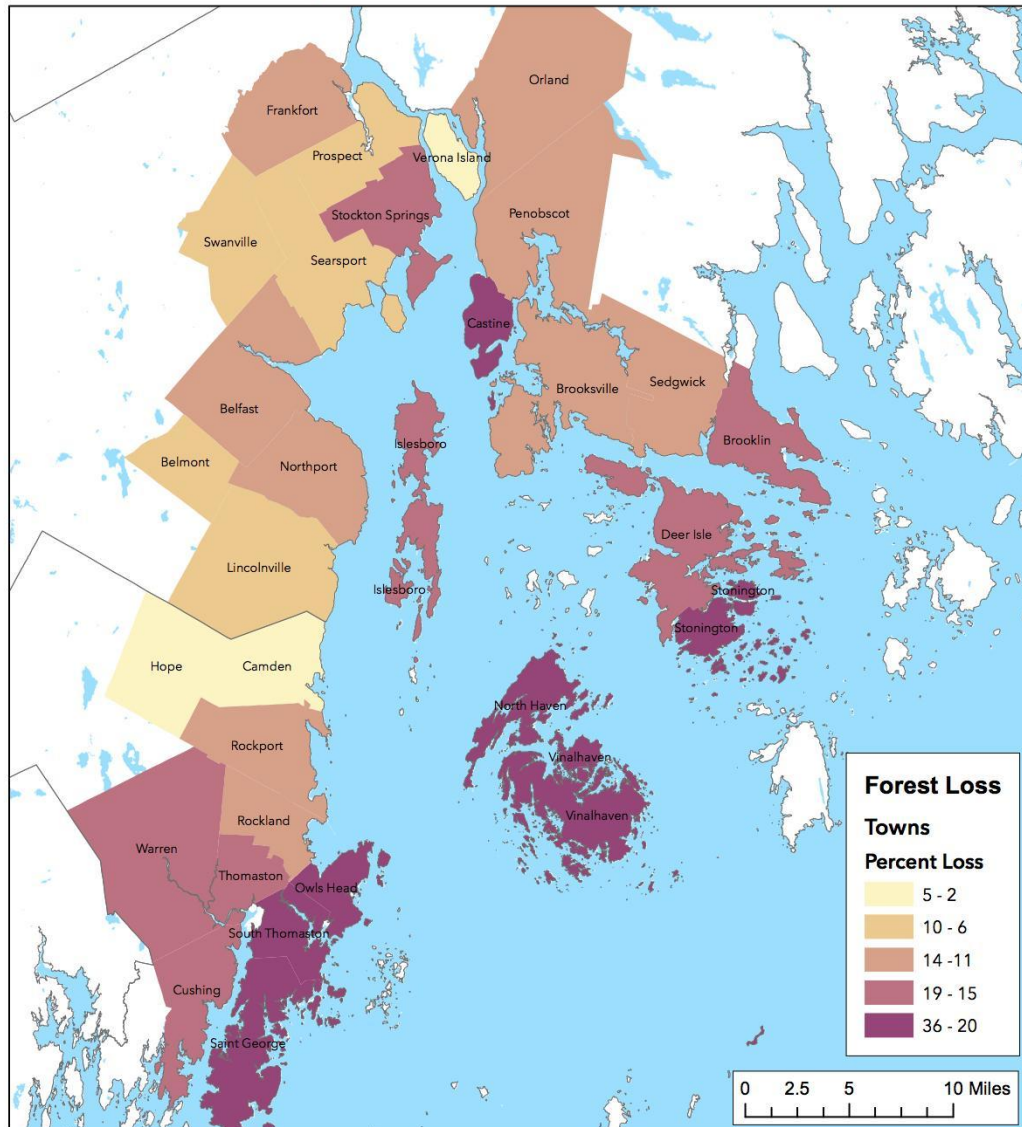 Orland
Frankfort
Prospect
Verona Island
Stockton Springs
Penobscot
Swanville
Searsport
Castine
Brooksville
Sedgwick
Belfast
Islesboro
Brooklin
Belmont
Northport
Deer Isle
Lincolnville
Islesboro
Stonington
Stonington
Hope
Camden
North Haven
Rockport
Vinalhaven
Vinalhaven
Rockland
Warren
Thomaston
Owls Head
South Thomaston
Cushing
Saint George
Forest Loss
Towns
Percent Loss
5 - 2
10 - 6
14 -11
19 - 15
36 - 20
0 2.5 5 10 Miles